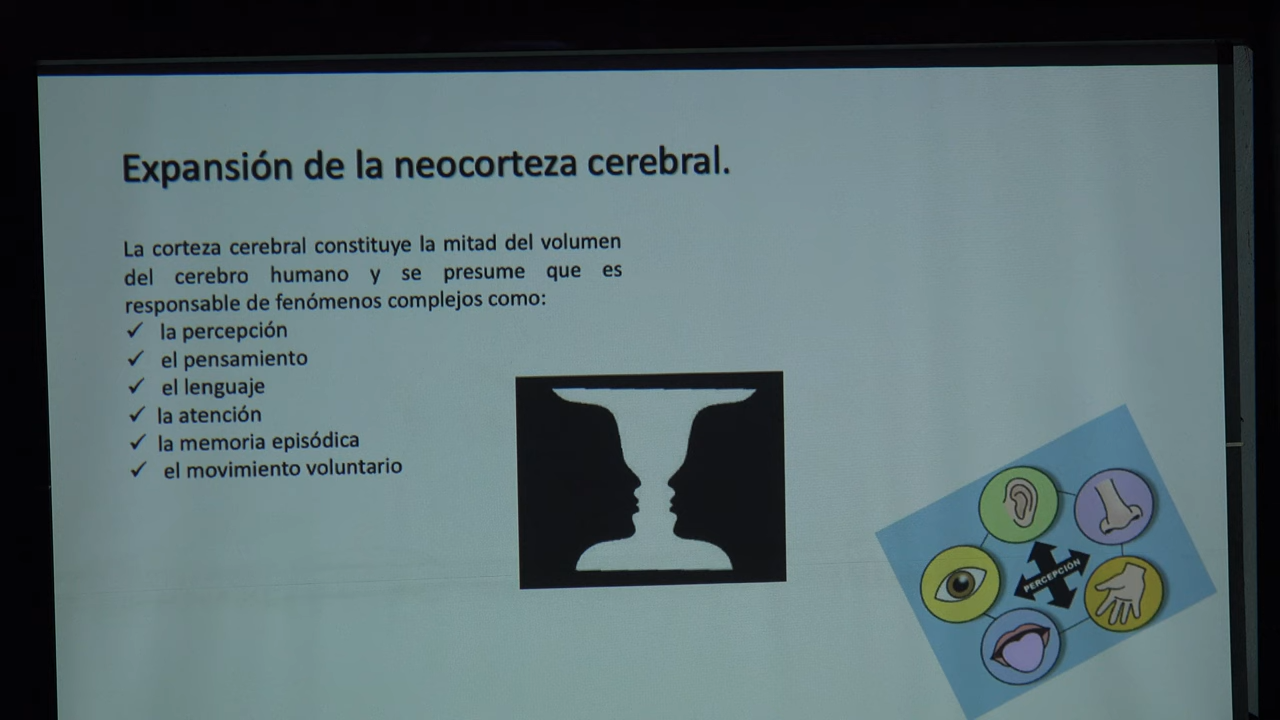 Expansión de la neocorteza cerebral.
La corteza cerebral constituye la mitad del volumen
del cerebro humano y se presume que es
responsable de fenómenos complejos como:
✓ la percepción
✓ el pensamiento
✓ el lenguaje
✓ la atención
✓ la memoria episódica
✓ el movimiento voluntario
PERCEPCIÓN